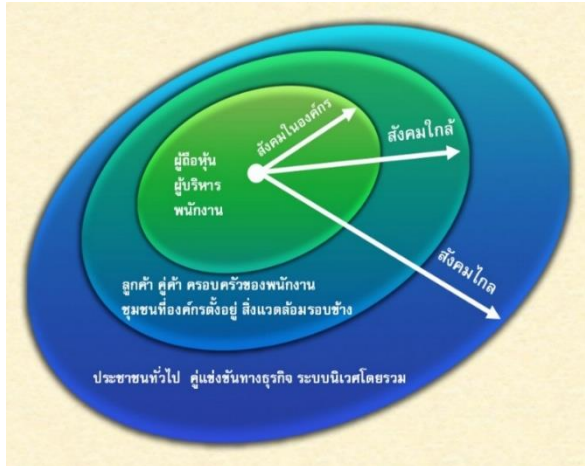 สังคมในองค์กร
สังคมใกล้
ผู้ถือหุ้น
ผู้บริหาร
พนักงาน
สังคมไกล
ลูกค้า คู่ค้า ครอบครัวของพนักงาน
ชุมชนที่องค์กรตั้งอยู่ สิ่งแวดล้อมรอบข้าง
ประชาชนทั่วไป คู่แข่งขันทางธุรกิจ ระบบนิเวศโดยรวม